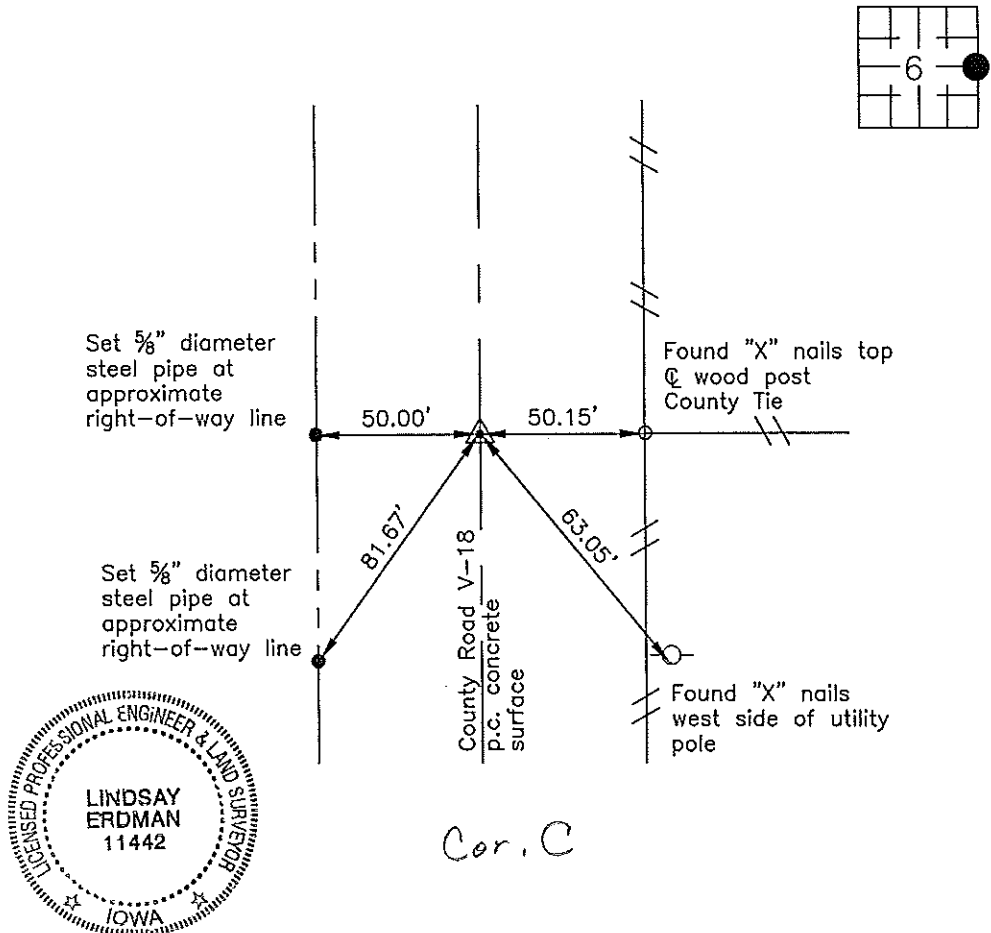 6
Set ⅝" diameter
steel pipe at
approximate
right-of-way line
Found "X" nails top
℄ wood post
County Tie
50.00'
50.15'
81.67'
63.05'
Set ⅝" diameter
steel pipe at
approximate
right-of-way line
County Road V-18
p.c. concrete
surface
Found "X" nails
west side of utility
pole
LICENSED PROFESSIONAL ENGINEER & LAND SURVEYOR
LINDSAY
ERDMAN
11442
IOWA
Cor. C